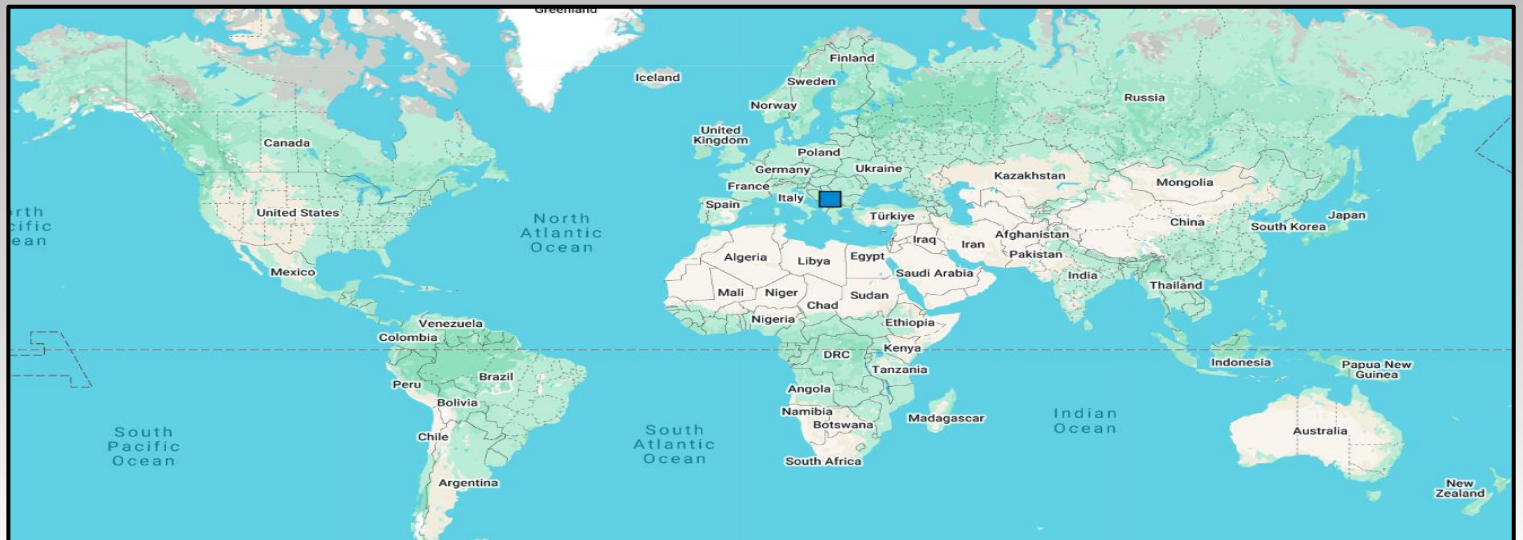 Greenland
Iceland
Finland
Sweden
Norway
Russia
United
Kingdom
Canada
Poland
Germany
Ukraine
France
Kazakhstan
Mongolia
Italy
Spain
United States
Türkiye
North
Atlantic
Ocean
rth
cific
ean
Japan
China
South Korea
Afghanistan
Iraq
Iran
Pakistan
Algeria
Libya
Egypt
Saudi Arabia
India
Mexico
Thailand
Mali
Niger
Chad
Sudan
Nigeria
Ethiopia
Venezuela
Colombia
Kenya
DRC
Tanzania
Indonesia
Papua New
Guinea
Peru
Brazil
Angola
Bolivia
Namibia
Botswana
Madagascar
Indian
Ocean
South
Pacific
Ocean
Chile
South
Atlantic
Ocean
Australia
South Africa
Argentina
New
Zealand